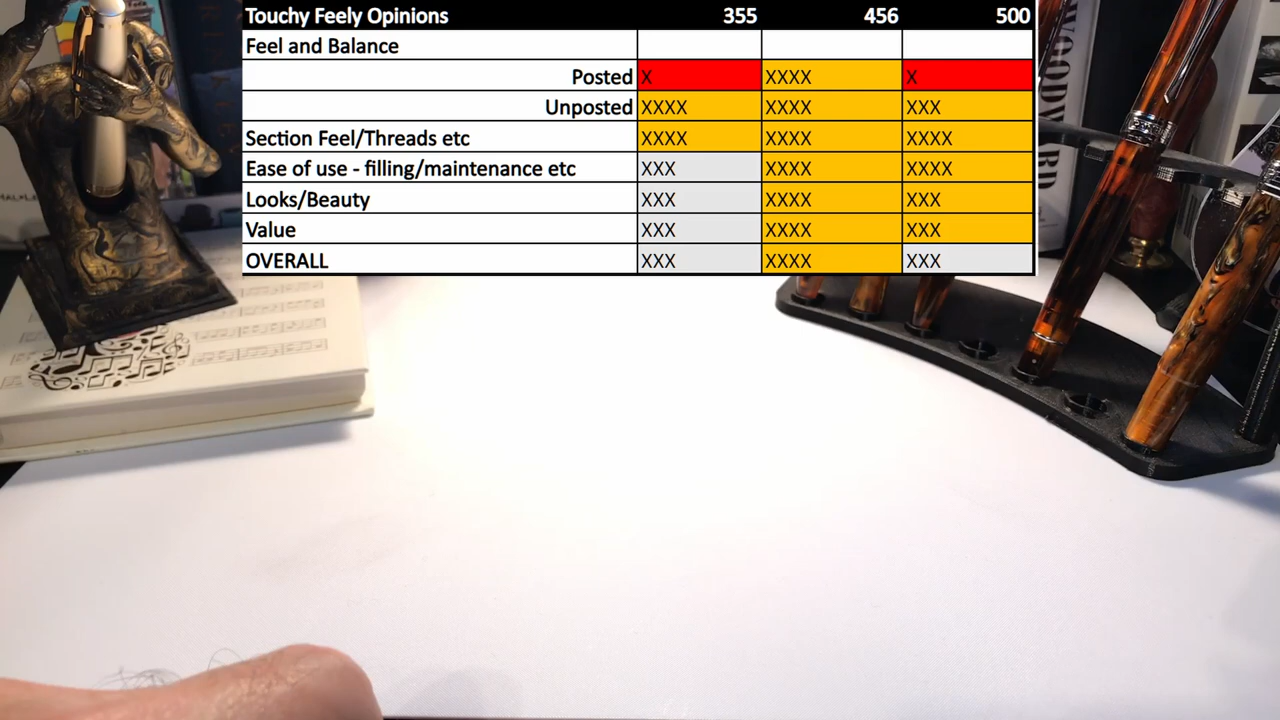 Touchy Feely Opinions 355 456 500
Feel and Balance
Posted X XXXX X
Unposted XXXX XXXX XXX
Section Feel/Threads etc XXXX XXXX XXXX
Ease of use - filling/maintenance etc XXX XXXX XXXX
Looks/Beauty XXX XXXX XXX
Value XXX XXXX XXX
OVERALL XXX XXXX XXX